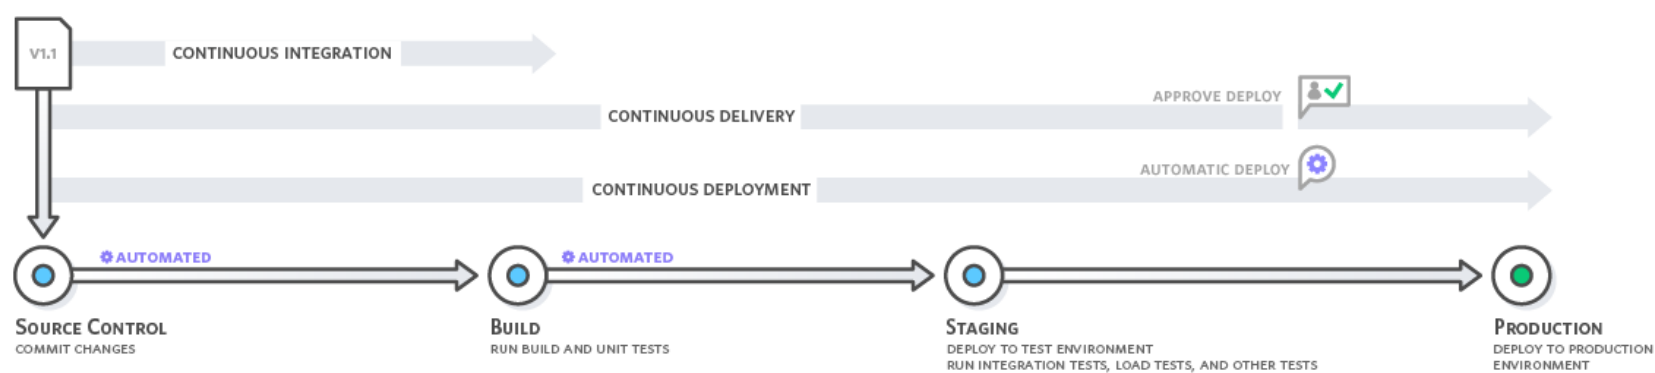 V1.1
CONTINUOUS INTEGRATION
APPROVE DEPLOY
CONTINUOUS DELIVERY
AUTOMATIC DEPLOY
CONTINUOUS DEPLOYMENT
AUTOMATED
AUTOMATED
SOURCE CONTROL
COMMIT CHANGES
BUILD
RUN BUILD AND UNIT TESTS
STAGING
DEPLOY TO TEST ENVIRONMENT
RUN INTEGRATION TESTS, LOAD TESTS, AND OTHER TESTS
PRODUCTION
DEPLOY TO PRODUCTION
ENVIRONMENT